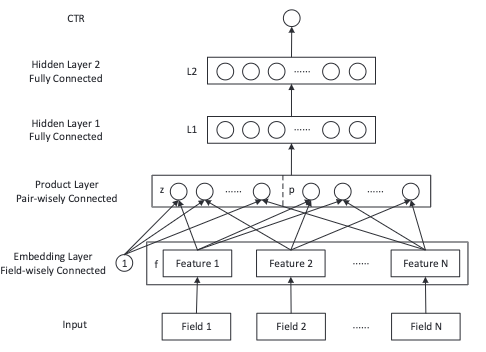 CTR
Hidden Layer 2
Fully Connected
L2
......
Hidden Layer 1
Fully Connected
L1
......
Product Layer
Pair-wisely Connected
z
......
p
......
Embedding Layer
Field-wisely Connected
1
f
Feature 1
Feature 2
......
Feature N
Input
Field 1
Field 2
......
Field N